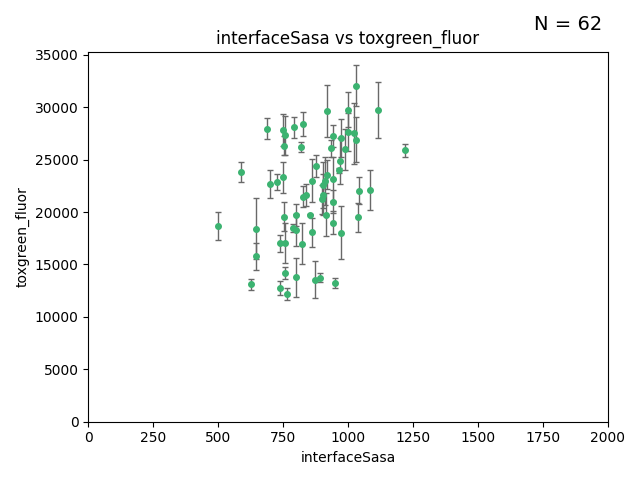 N = 62
interfaceSasa vs toxgreen_fluor
35000
30000
25000
20000
15000
10000
5000
0
toxgreen_fluor
0 250 500 750 1000 1250 1500 1750 2000
interfaceSasa